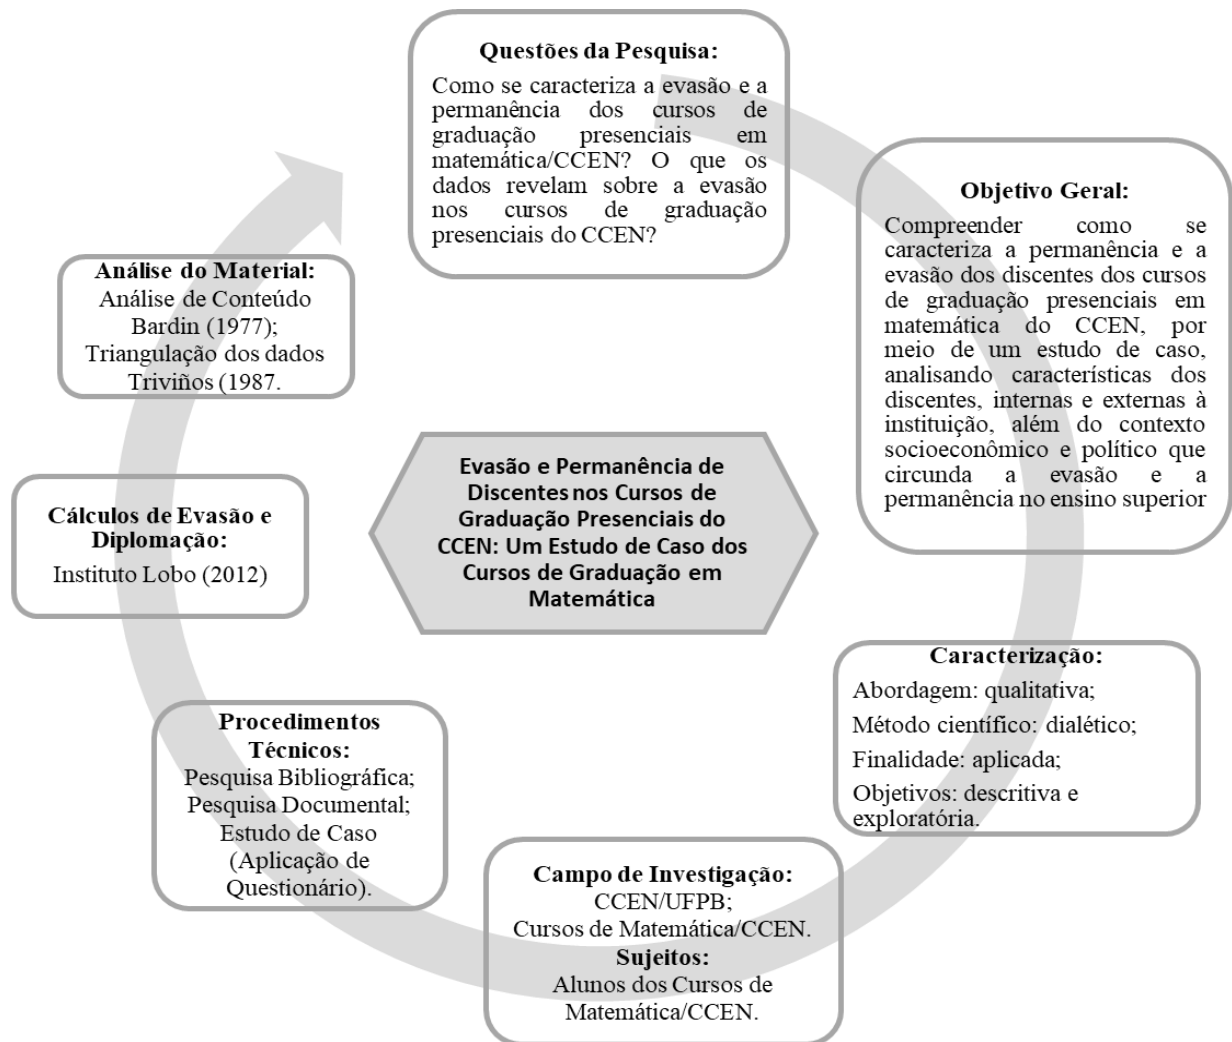 Questões da Pesquisa:
Como se caracteriza a evasão e a
permanência dos cursos de
graduação presenciais em
matemática/CCEN? O que os
dados revelam sobre a evasão
nos cursos de graduação
presenciais do CCEN?
Objetivo Geral:
Compreender como se
caracteriza a permanência e a
evasão dos discentes dos cursos
de graduação presenciais em
matemática do CCEN, por
meio de um estudo de caso,
analisando características dos
discentes, internas e externas à
instituição, além do contexto
socioeconômico e político que
circunda a evasão e a
permanência no ensino superior
Caracterização:
Abordagem: qualitativa;
Método científico: dialético;
Finalidade: aplicada;
Objetivos: descritiva e
exploratória.
Campo de Investigação:
CCEN/UFPB;
Cursos de Matemática/CCEN.
Sujeitos:
Alunos dos Cursos de
Matemática/CCEN.
Procedimentos
Técnicos:
Pesquisa Bibliográfica;
Pesquisa Documental;
Estudo de Caso
(Aplicação de
Questionário).
Cálculos de Evasão e
Diplomação:
Instituto Lobo (2012)
Análise do Material:
Análise de Conteúdo
Bardin (1977);
Triangulação dos dados
Triviños (1987.
Evasão e Permanência de
Discentes nos Cursos de
Graduação Presenciais do
CCEN: Um Estudo de Caso dos
Cursos de Graduação em
Matemática